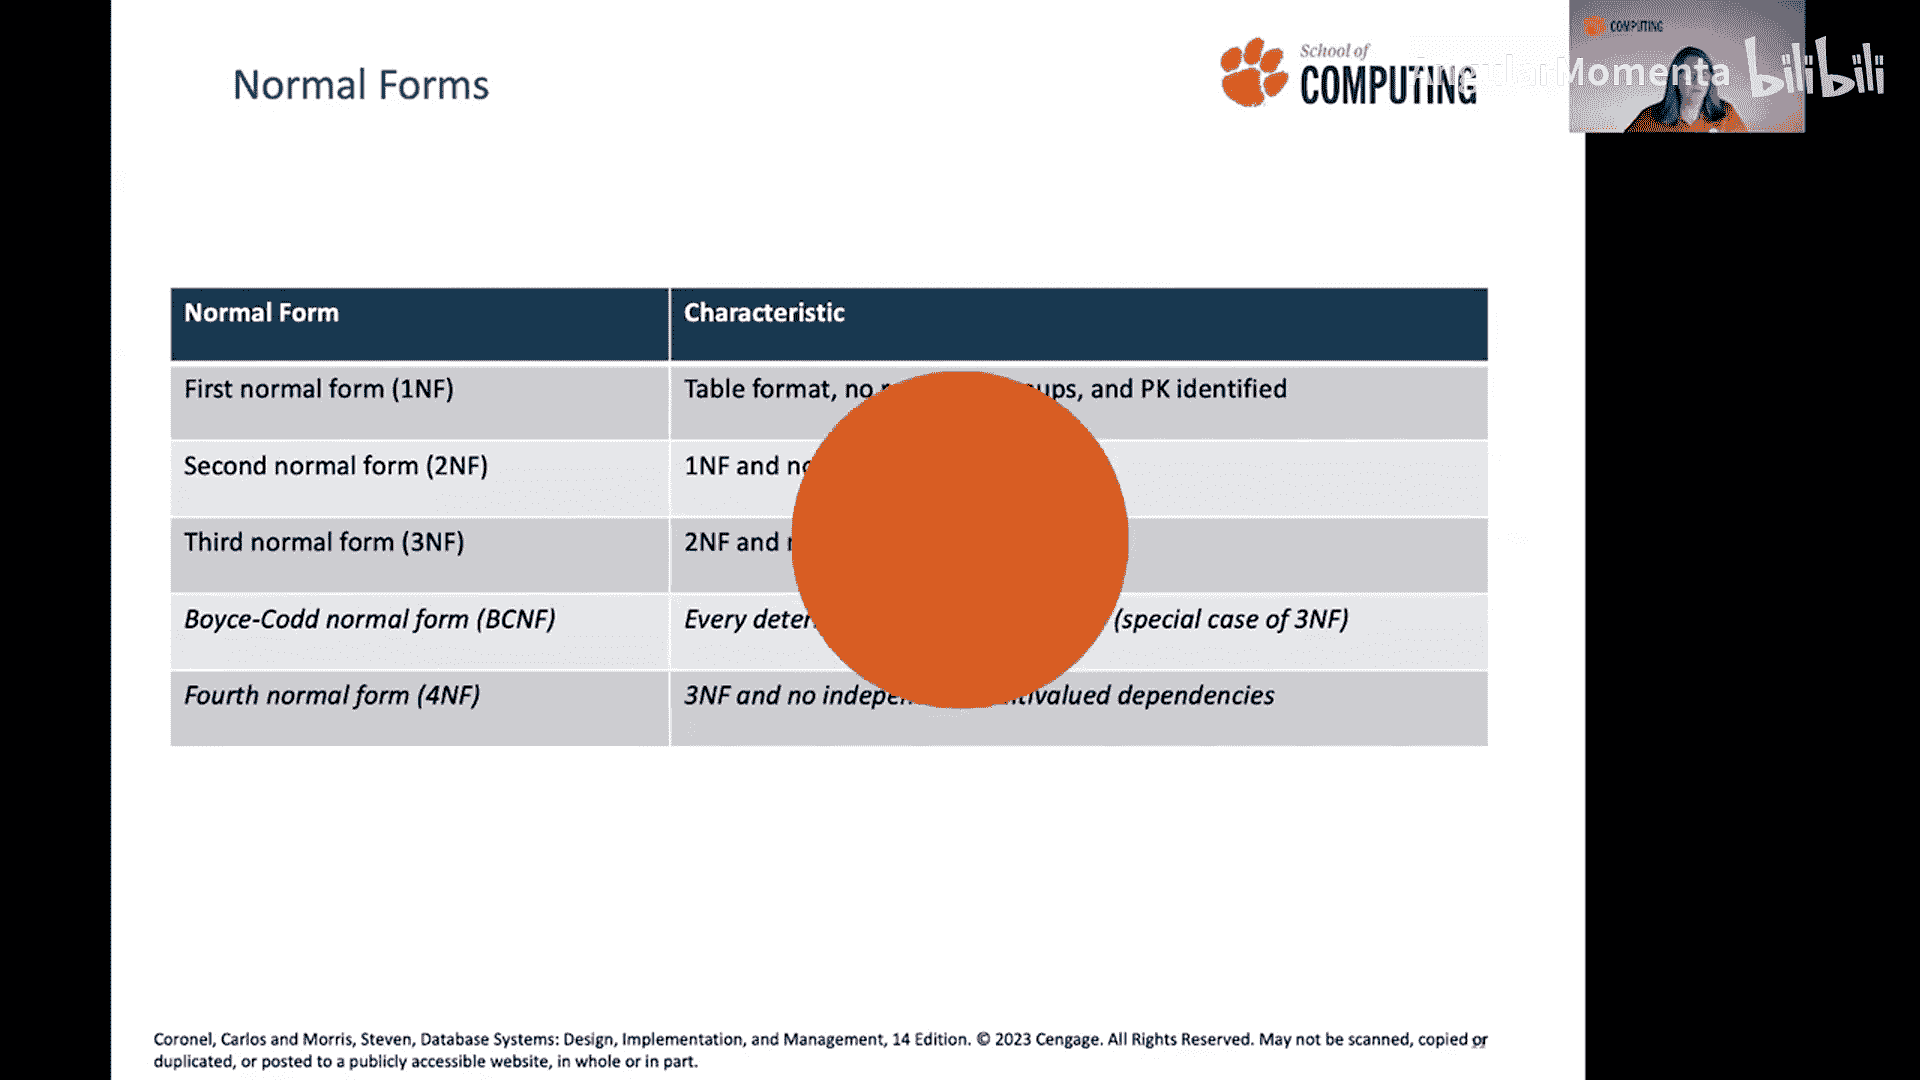 Normal Forms
School of
COMPUTING
AngularMomenta bilibili
COMPUTING
Normal Form Characteristic
First normal form (1NF) Table format, no ups, and PK identified
Second normal form (2NF) 1NF and
Third normal form (3NF) 2NF and
Boyce-Codd normal form (BCNF) Every (special case of 3NF)
Fourth normal form (4NF) 3NF and no dependencies
Coronel, Carlos and Morris, Steven, Database Systems: Design, Implementation, and Management, 14 Edition. © 2023 Cengage. All Rights Reserved. May not be scanned, copied or
duplicated, or posted to a publicly accessible website, in whole or in part.